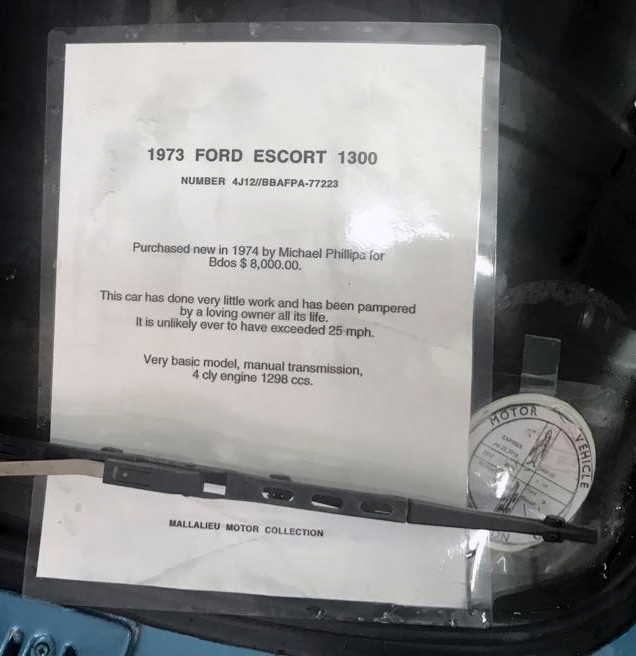 1973 FORD ESCORT 1300
NUMBER 4J12//BBAFPA-77223
Purchased new in 1974 by Michael Phillips for
Bdos $ 8,000.00.
This car has done very little work and has been pampered
by a loving owner all its life.
It is unlikely ever to have exceeded 25 mph.
Very basic model, manual transmission,
4 cly engine 1298 ccs.
MALLALIEU MOTOR COLLECTION
MOTOR VEHICLE
EXPIRES